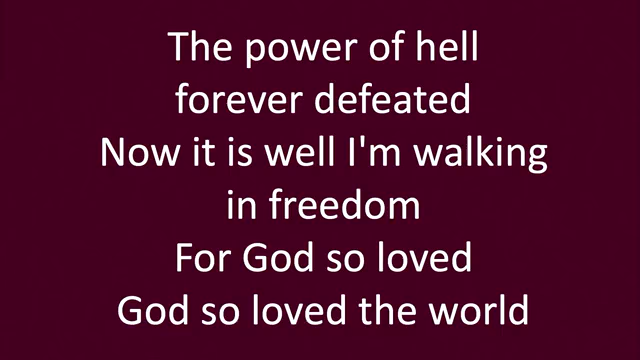 The power of hell
forever defeated
Now it is well I'm walking
in freedom
For God so loved
God so loved the world